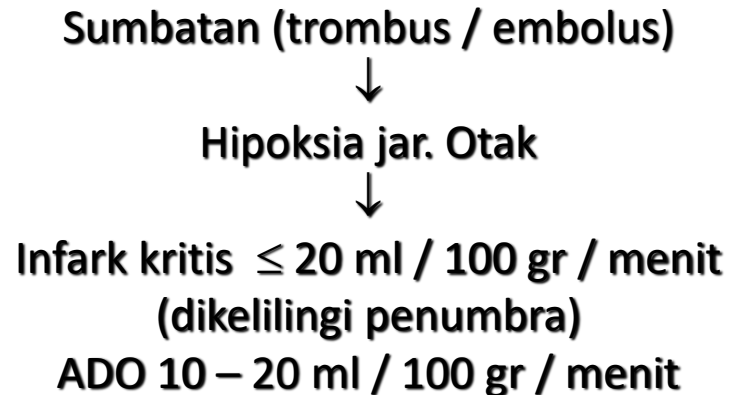 Sumbatan (trombus / embolus)
↓
Hipoksia jar. Otak
↓
Infark kritis ≤ 20 ml / 100 gr / menit
(dikelilingi penumbra)
ADO 10 – 20 ml / 100 gr / menit